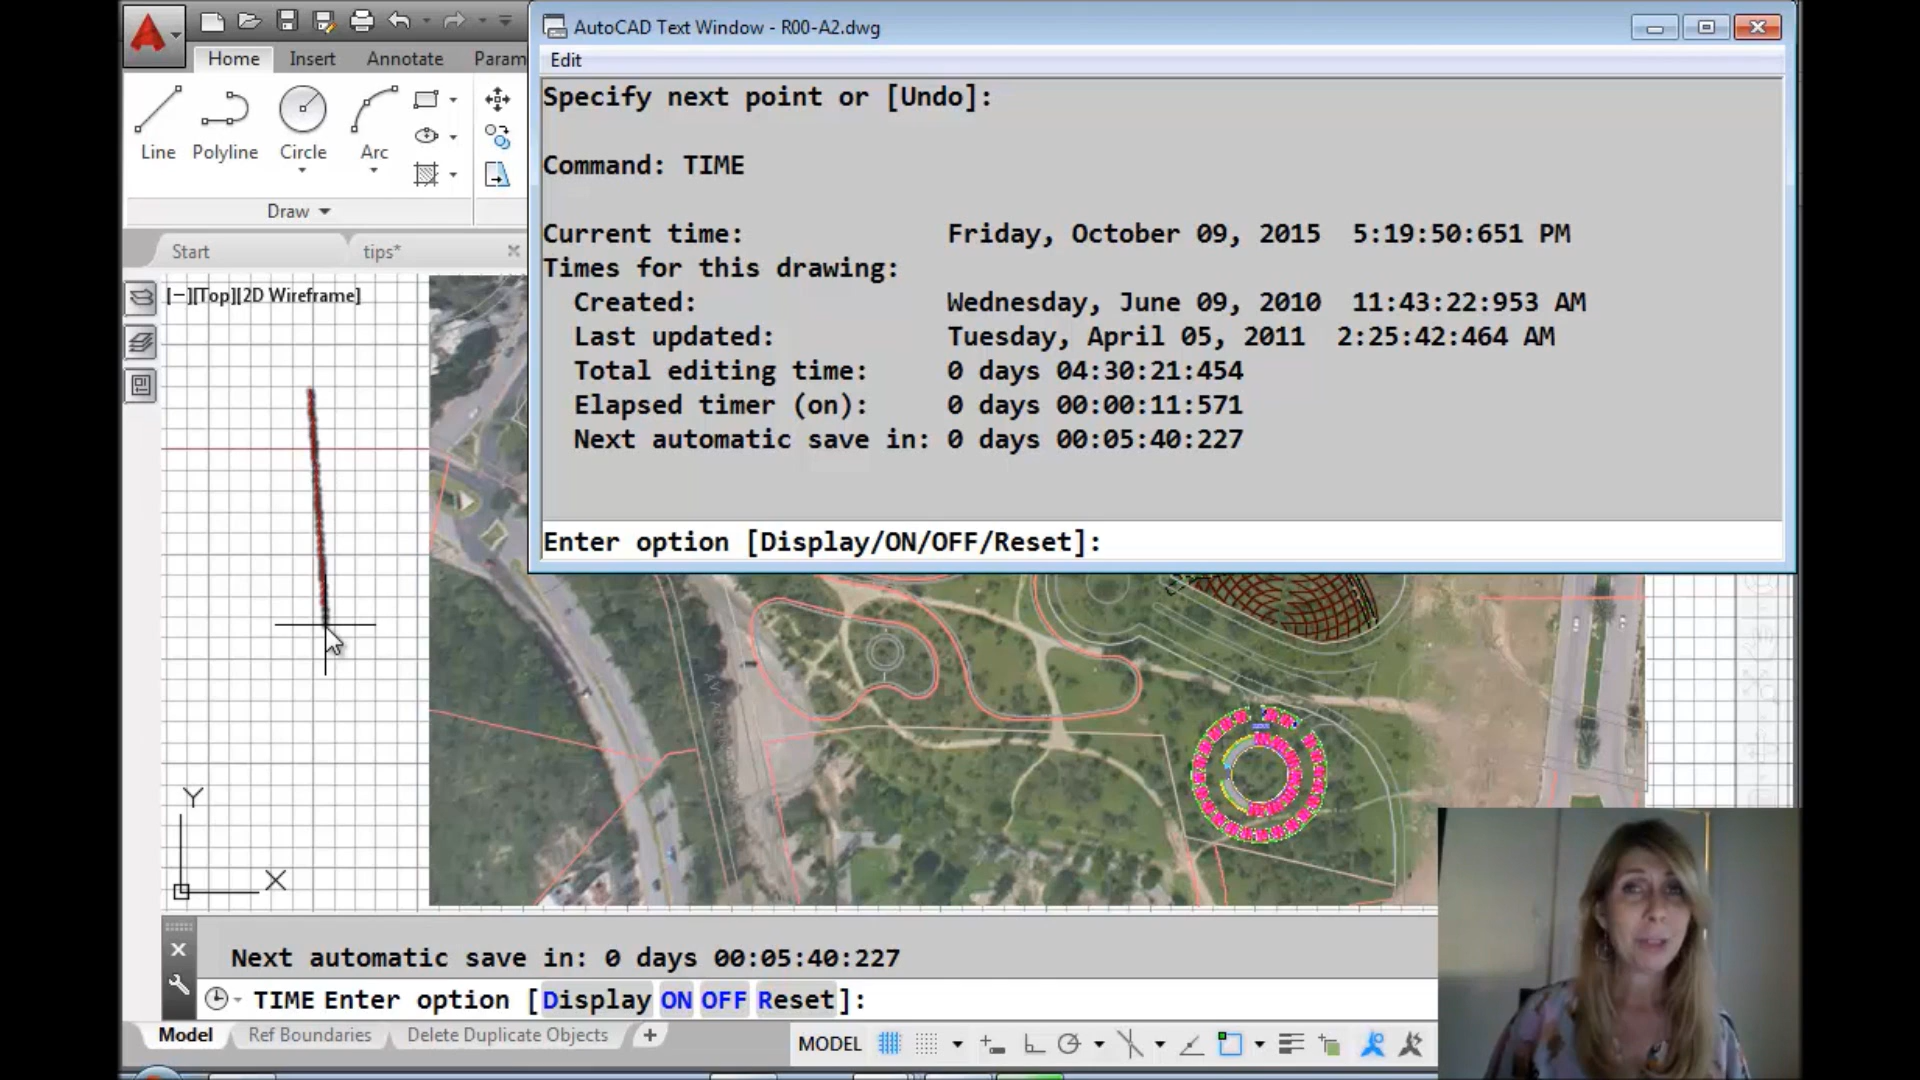 AutoCAD Text Window - R00-A2.dwg
Home Insert Annotate Param
Edit
Line Polyline Circle Arc
Draw
Specify next point or [Undo]:
Command: TIME
Current time: Friday, October 09, 2015 5:19:50:651 PM
Times for this drawing:
Created: Wednesday, June 09, 2010 11:43:22:953 AM
Last updated: Tuesday, April 05, 2011 2:25:42:464 AM
Total editing time: 0 days 04:30:21:454
Elapsed timer (on): 0 days 00:00:11:571
Next automatic save in: 0 days 00:05:40:227
Enter option [Display/ON/OFF/Reset]:
Start tips*
[−][Top][2D Wireframe]
Y
X
Next automatic save in: 0 days 00:05:40:227
TIME Enter option [Display ON OFF Reset]:
Model Ref Boundaries Delete Duplicate Objects +
MODEL